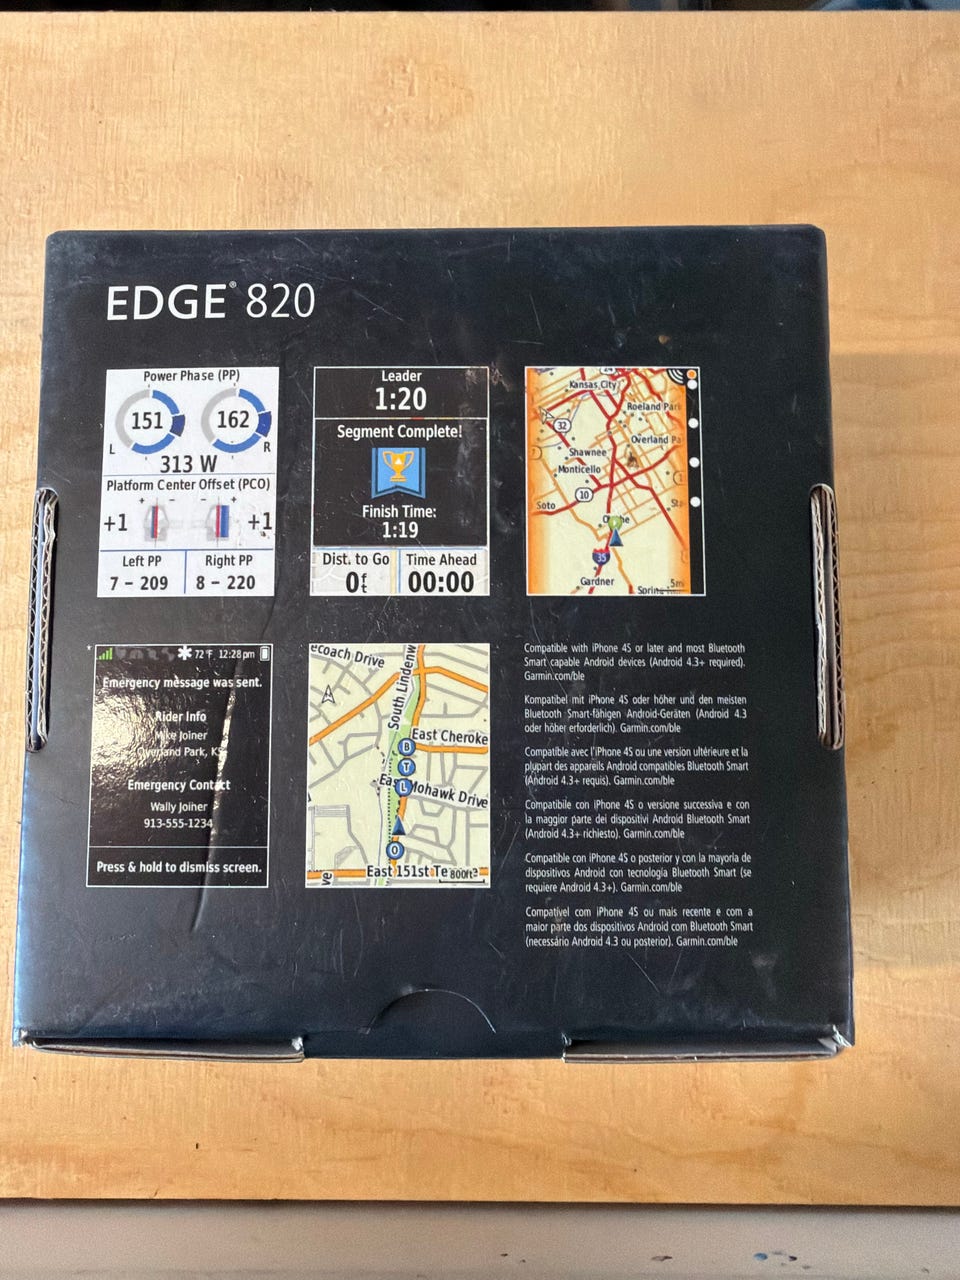 EDGE® 820
Power Phase (PP)
151 162
L R
313 W
Platform Center Offset (PCO)
+ - - +
+1 +1
Left PP Right PP
7 - 209 8 - 220
Leader
1:20
Segment Complete!
Finish Time:
1:19
Dist. to Go Time Ahead
0ft 00:00
Kansas City
Roeland Park
32
Overland Pa
Shawnee
Monticello
10
Soto
35
Gardner
5m
* 72°F 12:28pm
Emergency message was sent.
Rider Info
Mike Joiner
Overland Park, KS
Emergency Contact
Wally Joiner
913-555-1234
Press & hold to dismiss screen.
ecoach Drive
South Lindenw
East Cheroke
B
T
L
East Mohawk Drive
O
East 151st Te
800ft
ve
Compatible with iPhone 4S or later and most Bluetooth
Smart capable Android devices (Android 4.3+ required).
Garmin.com/ble
Kompatibel mit iPhone 4S oder höher und den meisten
Bluetooth Smart-fähigen Android-Geräten (Android 4.3
oder höher erforderlich). Garmin.com/ble
Compatible avec l'iPhone 4S ou une version ultérieure et la
plupart des appareils Android compatibles Bluetooth Smart
(Android 4.3+ requis). Garmin.com/ble
Compatibile con iPhone 4S o versione successiva e con
la maggior parte dei dispositivi Android Bluetooth Smart
(Android 4.3+ richiesto). Garmin.com/ble
Compatible con iPhone 4S o posterior y con la mayoría de
dispositivos Android con tecnología Bluetooth Smart (se
requiere Android 4.3+). Garmin.com/ble
Compatível com iPhone 4S ou mais recente e com a
maior parte dos dispositivos Android com Bluetooth Smart
(necessário Android 4.3 ou posterior). Garmin.com/ble